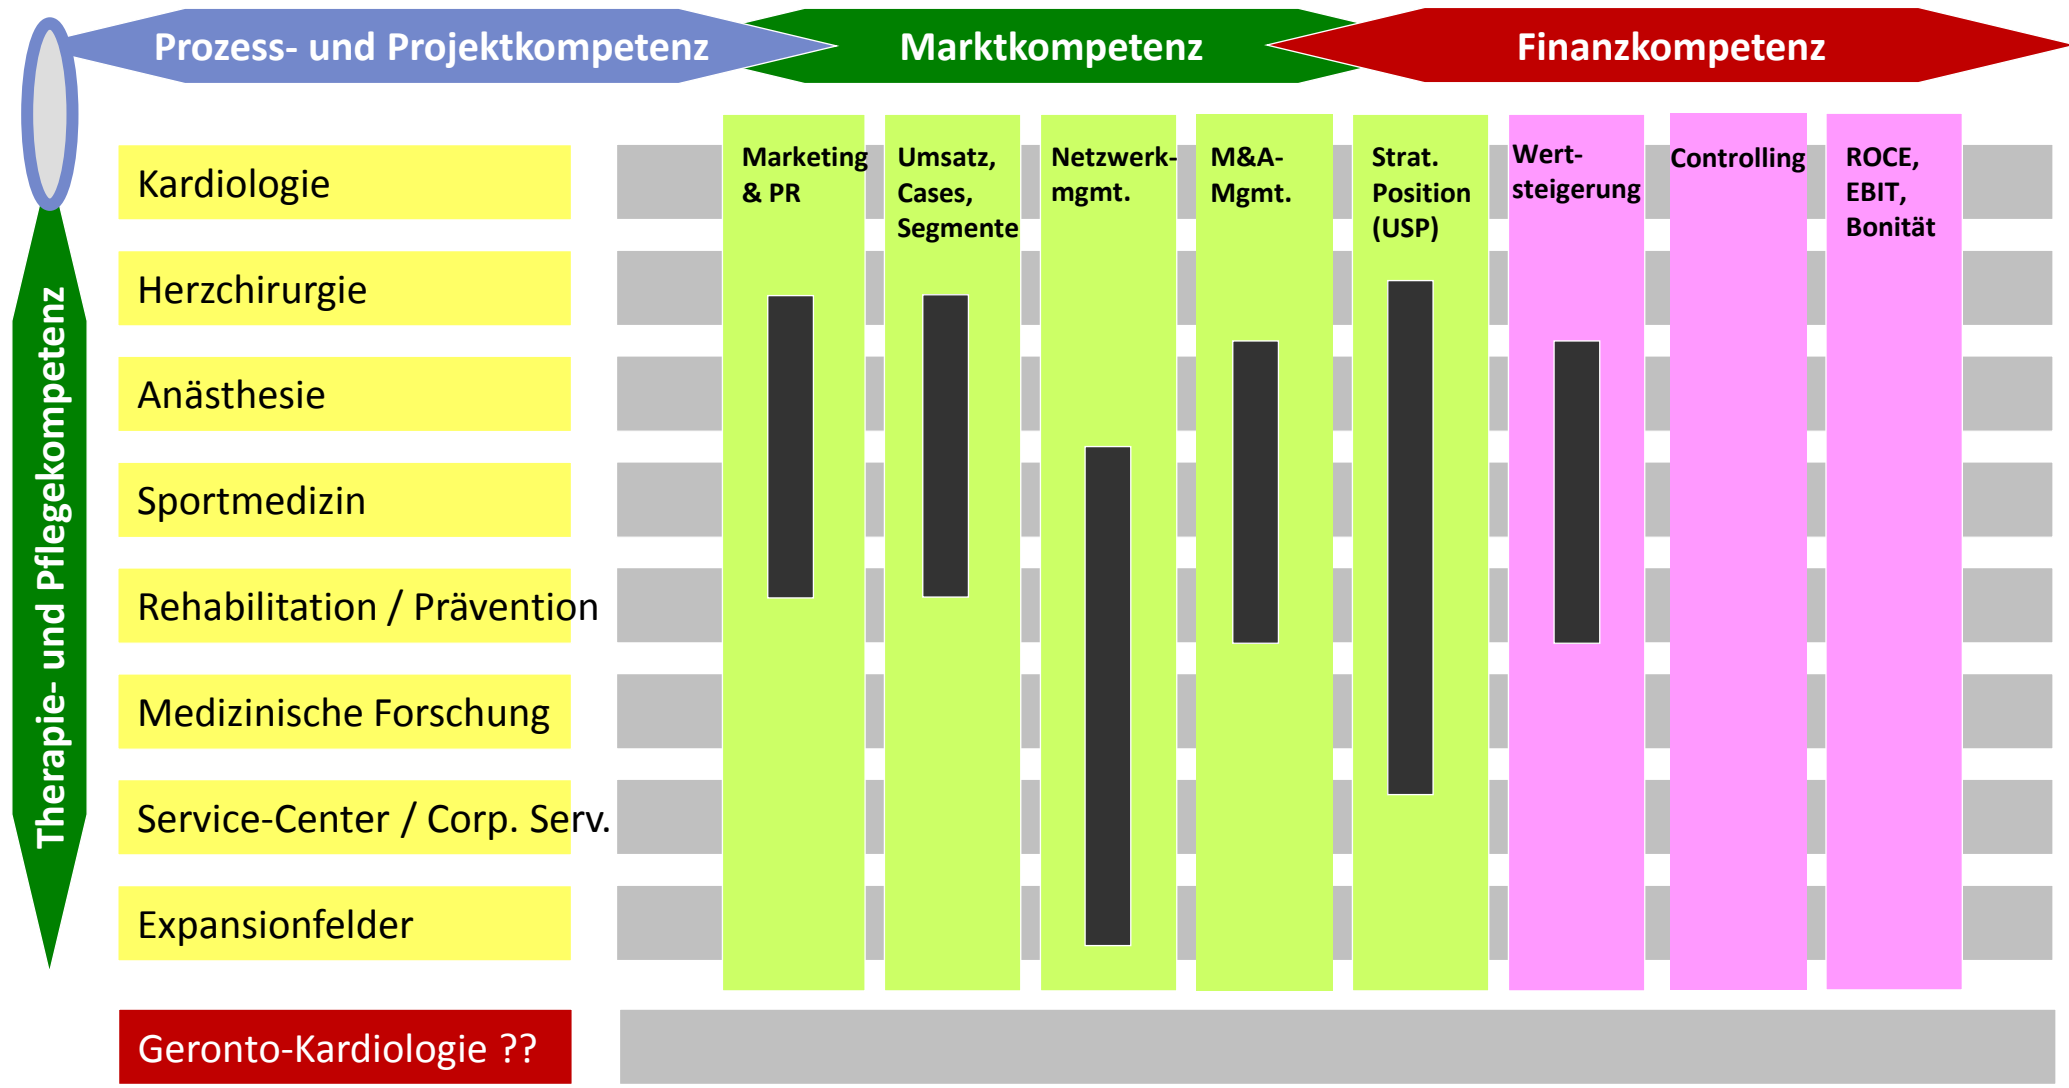 Prozess- und Projektkompetenz
Marktkompetenz
Finanzkompetenz
Therapie- und Pflegekompetenz
Marketing
& PR
Umsatz,
Cases,
Segmente
Netzwerk-
mgmt.
M&A-
Mgmt.
Strat.
Position
(USP)
Wert-
steigerung
Controlling
ROCE,
EBIT,
Bonität
Kardiologie
Herzchirurgie
Anästhesie
Sportmedizin
Rehabilitation / Prävention
Medizinische Forschung
Service-Center / Corp. Serv.
Expansionfelder
Geronto-Kardiologie ??